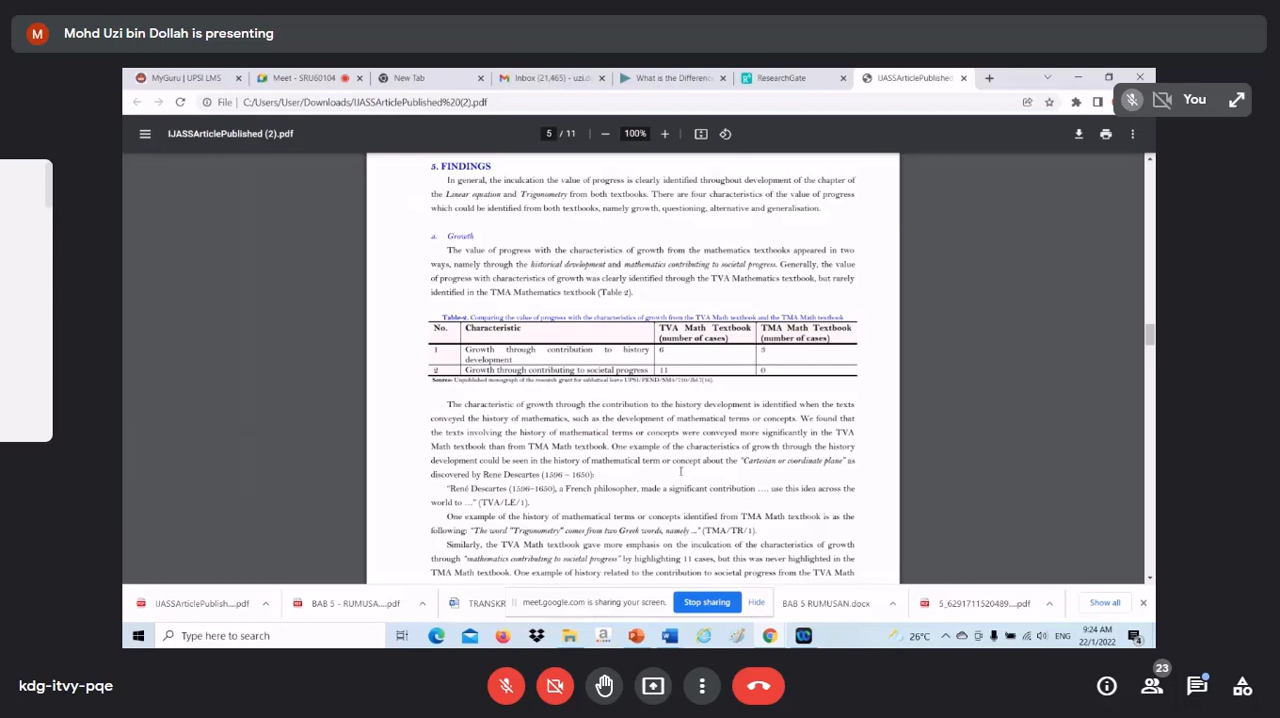 M Mohd Uzi bin Dollah is presenting
MyGuru | UPSI LMS
Meet - SRU60104
New Tab
Inbox (21,465) - uzi.d
What is the Difference
ResearchGate
IJASSArticlePublished
File C:/Users/User/Downloads/IJASSArticlePublished%20(2).pdf
You
IJASSArticlePublished (2).pdf
5 / 11 — 100% +
5. FINDINGS
In general, the inculcation the value of progress is clearly identified throughout development of the chapter of
the Linear equation and Trigonometry from both textbooks. There are four characteristics of the value of progress
which could be identified from both textbooks, namely growth, questioning, alternative and generalisation.
a. Growth
The value of progress with the characteristics of growth from the mathematics textbooks appeared in two
ways, namely through the historical development and mathematics contributing to societal progress. Generally, the value
of progress with characteristics of growth was clearly identified through the TVA Mathematics textbook, but rarely
identified in the TMA Mathematics textbook (Table 2).
Table-2. Comparing the value of progress with the characteristics of growth from the TVA Math textbook and the TMA Math textbook
No. Characteristic TVA Math Textbook (number of cases) TMA Math Textbook (number of cases)
1 Growth through contribution to history development 6 3
2 Growth through contributing to societal progress 11 0
Source: Unpublished monograph of the research grant for sabbatical leave
The characteristic of growth through the contribution to the history development is identified when the texts
conveyed the history of mathematics, such as the development of mathematical terms or concepts. We found that
the texts involving the history of mathematical terms or concepts were conveyed more significantly in the TVA
Math textbook than from TMA Math textbook. One example of the characteristics of growth through the history
development could be seen in the history of mathematical term or concept about the "Cartesian or coordinate plane" as
discovered by Rene Descartes (1596 – 1650):
"René Descartes (1596–1650), a French philosopher, made a significant contribution .... use this idea across the
world to ..." (TVA/LE/1).
One example of the history of mathematical terms or concepts identified from TMA Math textbook is as the
following: "The word "Trigonometry" comes from two Greek words, namely ..." (TMA/TR/1).
Similarly, the TVA Math textbook gave more emphasis on the inculcation of the characteristics of growth
through "mathematics contributing to societal progress" by highlighting 11 cases, but this was never highlighted in the
TMA Math textbook. One example of history related to the contribution to societal progress from the TVA Math
IJASSArticlePublish....pdf
BAB 5 - RUMUSA....pdf
TRANSKR
meet.google.com is sharing your screen.
Stop sharing
Hide
BAB 5 RUMUSAN.docx
5_6291711520489....pdf
Show all
Type here to search
26°C
ENG
9:24 AM
22/1/2022
4
kdg-itvy-pqe
23